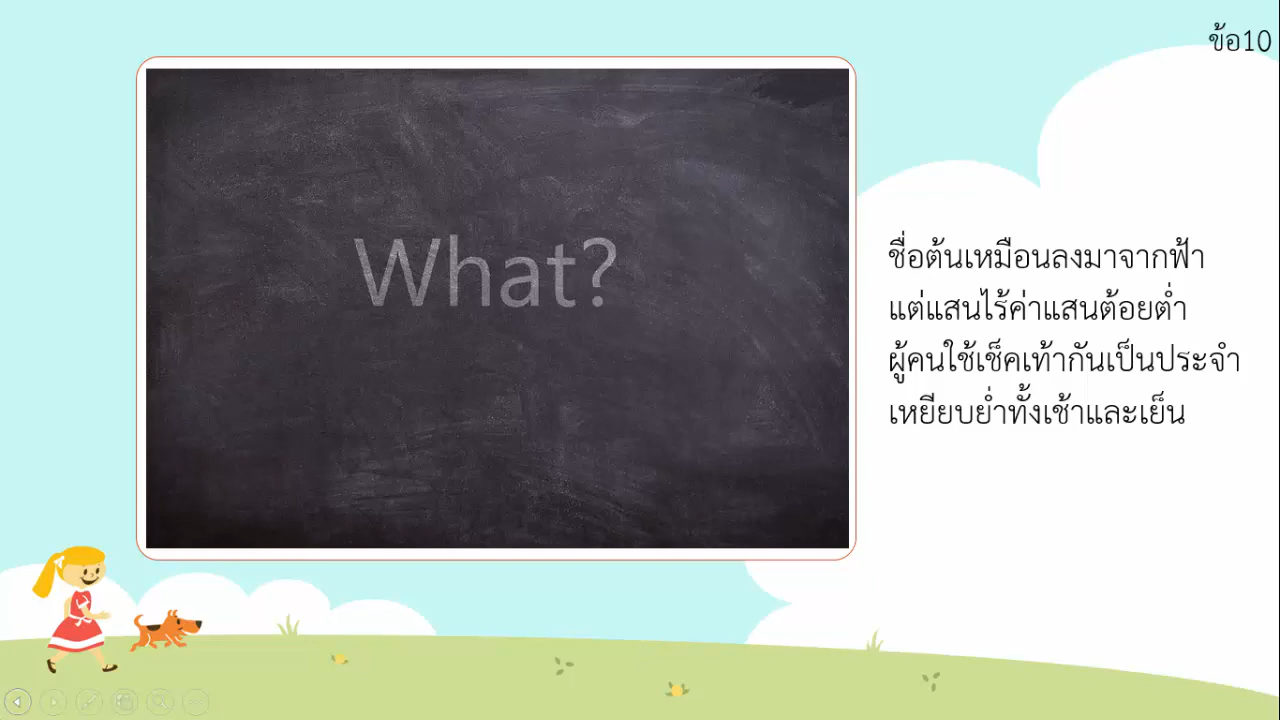 ข้อ10
What?
ชื่อต้นเหมือนลงมาจากฟ้า
แต่แสนไร้ค่าแสนต้อยต่ำ
ผู้คนใช้เช็คเท้ากันเป็นประจำ
เหยียบย่ำทั้งเช้าและเย็น